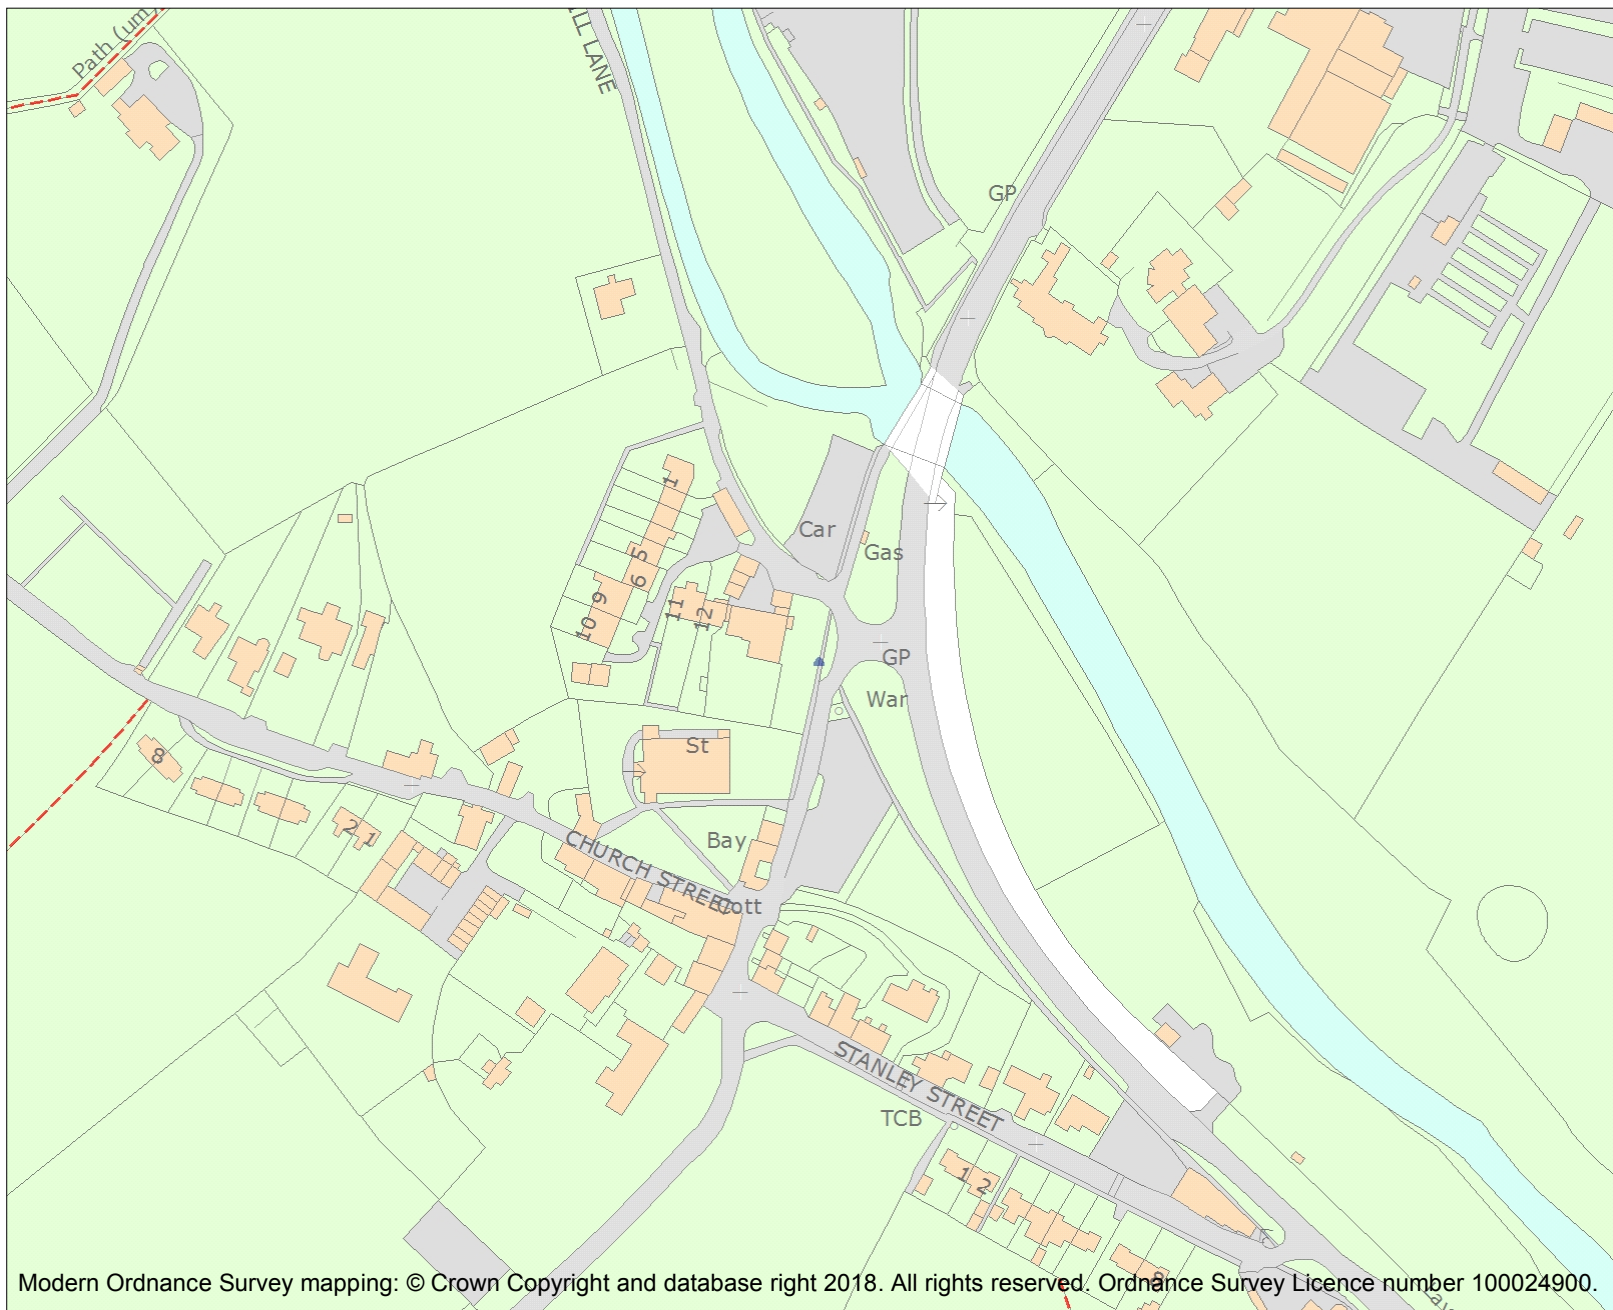 Path (um)
ELL LANE
GP
Car
Gas
1
5
6
9
10
11
12
GP
War
St
8
2 1
Bay
CHURCH STREET
Cott
STANLEY STREET
TCB
1 2
8
Modern Ordnance Survey mapping: © Crown Copyright and database right 2018. All rights reserved. Ordnance Survey Licence number 100024900.